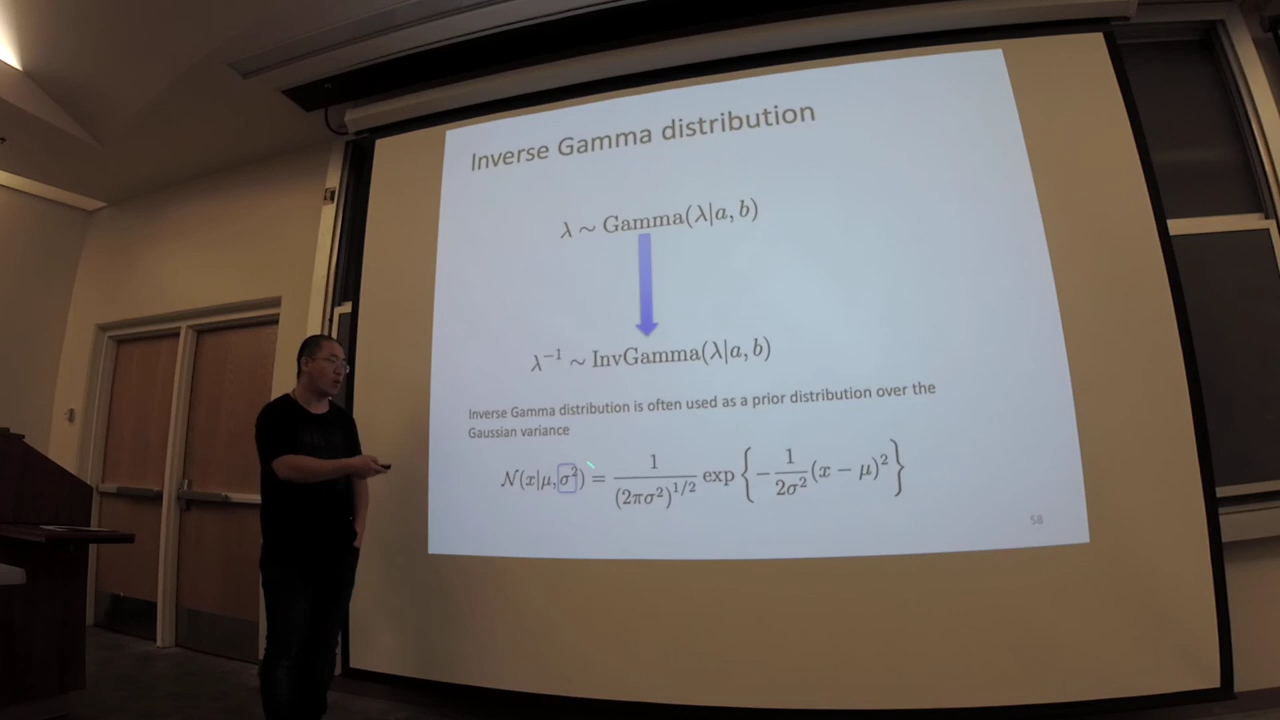 Inverse Gamma distribution
λ ∼ Gamma(λ|a, b)
λ⁻¹ ∼ InvGamma(λ|a, b)
Inverse Gamma distribution is often used as a prior distribution over the
Gaussian variance
𝒩(x|μ, σ²) = 1/(2πσ²)^{1/2} exp{−1/(2σ²)(x − μ)²}
58